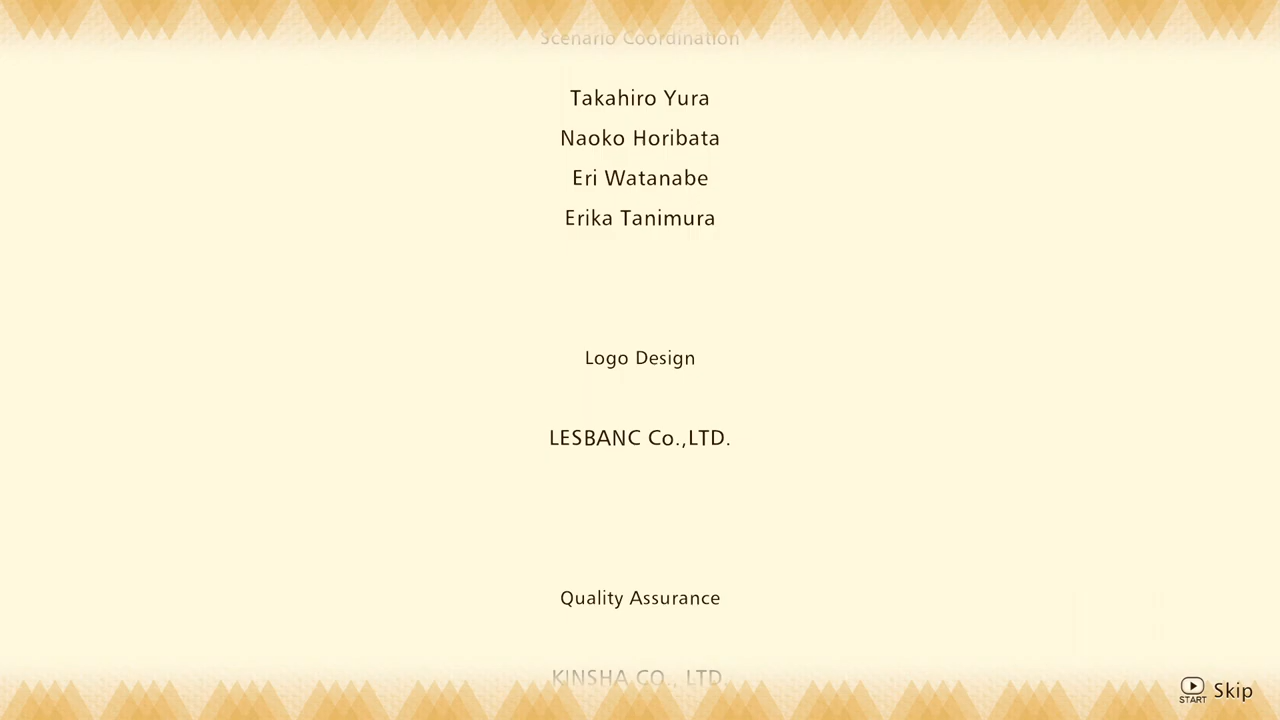 Scenario Coordination
Takahiro Yura
Naoko Horibata
Eri Watanabe
Erika Tanimura
Logo Design
LESBANC Co.,LTD.
Quality Assurance
KINSHA CO., LTD.
START Skip